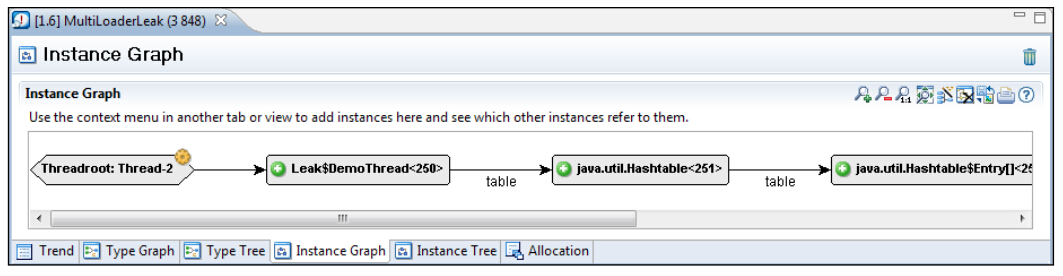 [1.6] MultiLoaderLeak (3 848)
Instance Graph
Instance Graph
Use the context menu in another tab or view to add instances here and see which other instances refer to them.
Threadroot: Thread-2 Leak$DemoThread<250> table java.util.Hashtable<251> table java.util.Hashtable$Entry[]<25
Trend Type Graph Type Tree Instance Graph Instance Tree Allocation